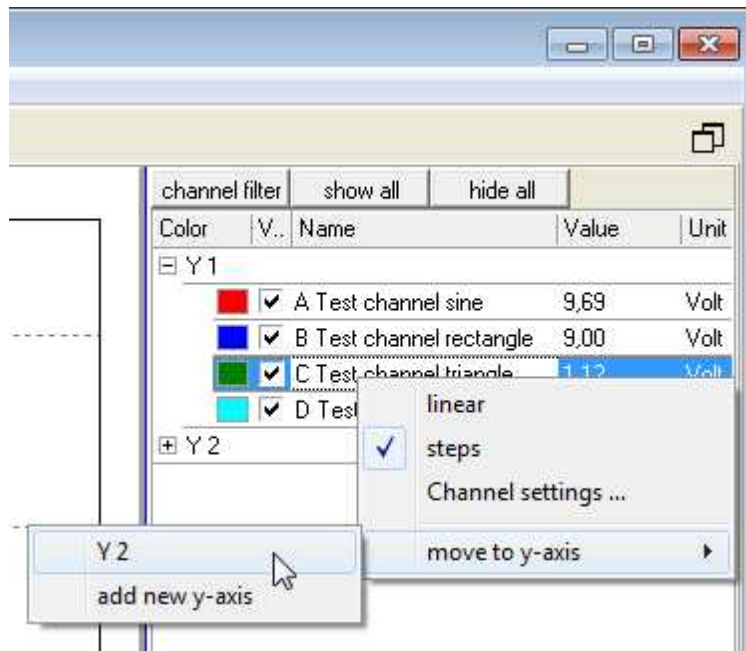 channel filter show all hide all
Color V.. Name Value Unit
Y 1
A Test channel sine 9,69 Volt
B Test channel rectangle 9,00 Volt
C Test channel triangle 1,12 Volt
D Test
Y 2
linear
steps
Channel settings ...
move to y-axis
Y 2
add new y-axis